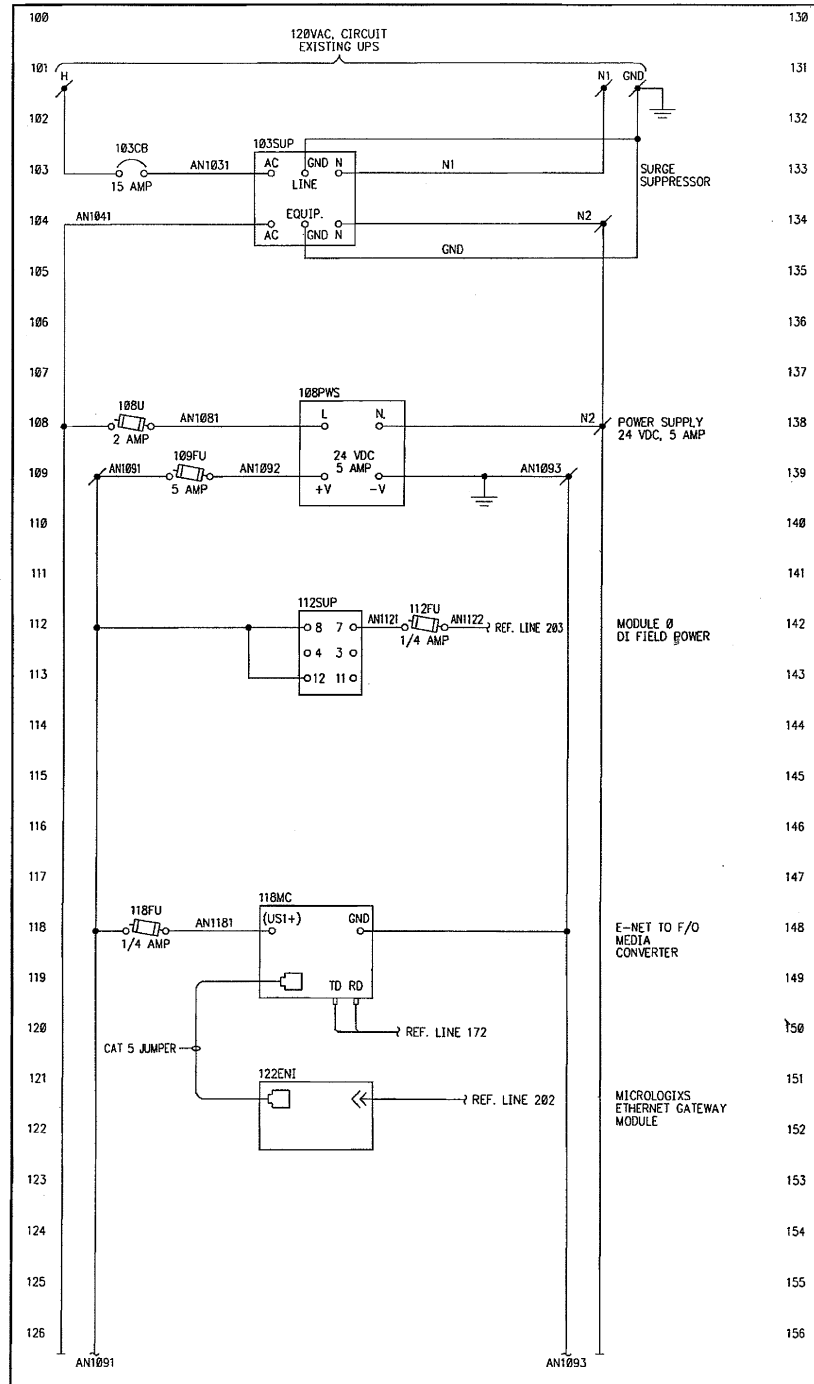 100 130
120VAC, CIRCUIT
EXISTING UPS
101 H N1 GND 131
102 132
103CB 103SUP
103 AN1031 AC GND N N1 SURGE 133
15 AMP LINE SUPPRESSOR
104 AN1041 EQUIP. N2 134
AC GND N
GND
105 135
106 136
107 137
108PWS
108U
108 AN1081 L N. N2 POWER SUPPLY 138
2 AMP 24 VDC, 5 AMP
109FU 24 VDC
109 AN1091 AN1092 5 AMP AN1093 139
5 AMP +V -V
110 140
111 141
112SUP 112FU
112 8 7 AN1121 AN1122 REF. LINE 203 MODULE 0 142
1/4 AMP DI FIELD POWER
4 3
113 12 11 143
114 144
115 145
116 146
117 147
118MC
118FU (US1+) GND
118 AN1181 E-NET TO F/O 148
1/4 AMP MEDIA
CONVERTER
119 TD RD 149
120 REF. LINE 172 150
CAT 5 JUMPER
121 122ENI 151
REF. LINE 202 MICROLOGIXS
ETHERNET GATEWAY
122 MODULE 152
123 153
124 154
125 155
126 156
AN1091 AN1093